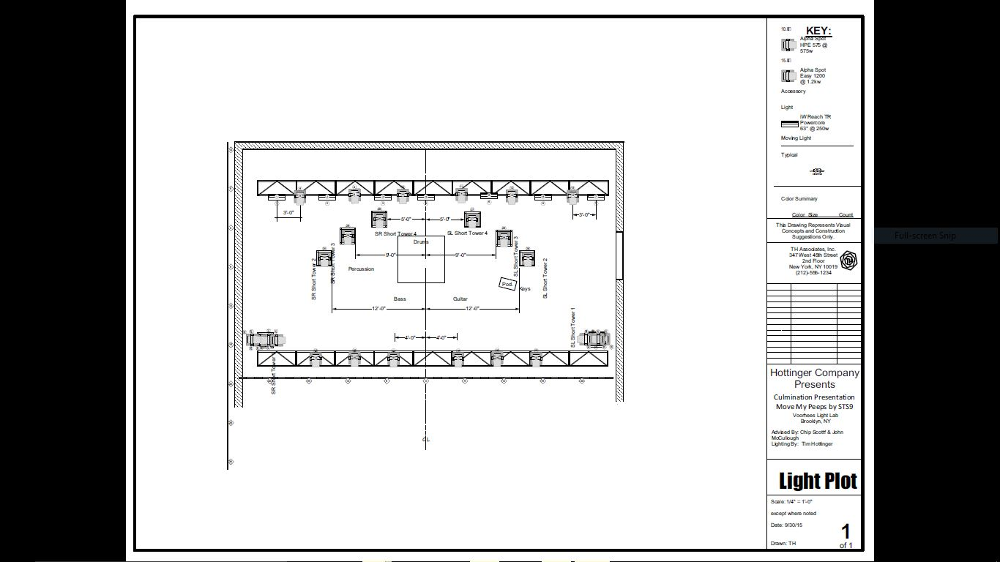 KEY:
Alpha Spot
HPE 575 @
575w
Alpha Spot
Easy 1200
@ 1.2kw
Accessory
Light
iW Reach TR
Powercore
63° @ 250w
Moving Light
Typical
Color Summary
Color Size Count
This Drawing Represents Visual
Concepts and Construction
Suggestions Only.
TH Associates, Inc.
347 West 45th Street
2nd Floor
New York, NY 10019
(212)-555-1234
TH
Hottinger Company
Presents
Culmination Presentation
Move My Peeps by STS9
Voorhees Light Lab
Brooklyn, NY
Advised By: Chip Scottf & John
McCullough
Lighting By: Tim Hottinger
Light Plot
Scale: 1/4" = 1'-0"
except where noted
Date: 9/30/15
1
Drawn: TH
of 1
3'-0"
3'-0"
5'-0"
5'-0"
SR Short Tower 4
SL Short Tower 4
Drums
SR Short Tower 3
SL Short Tower 3
9'-0"
9'-0"
SR Short Tower 2
SL Short Tower 2
Percussion
Pod.
Keys
Bass
Guitar
12'-0"
12'-0"
SL Short Tower 1
4'-0"
4'-0"
SR Short Tower
CL
Full-screen Snip